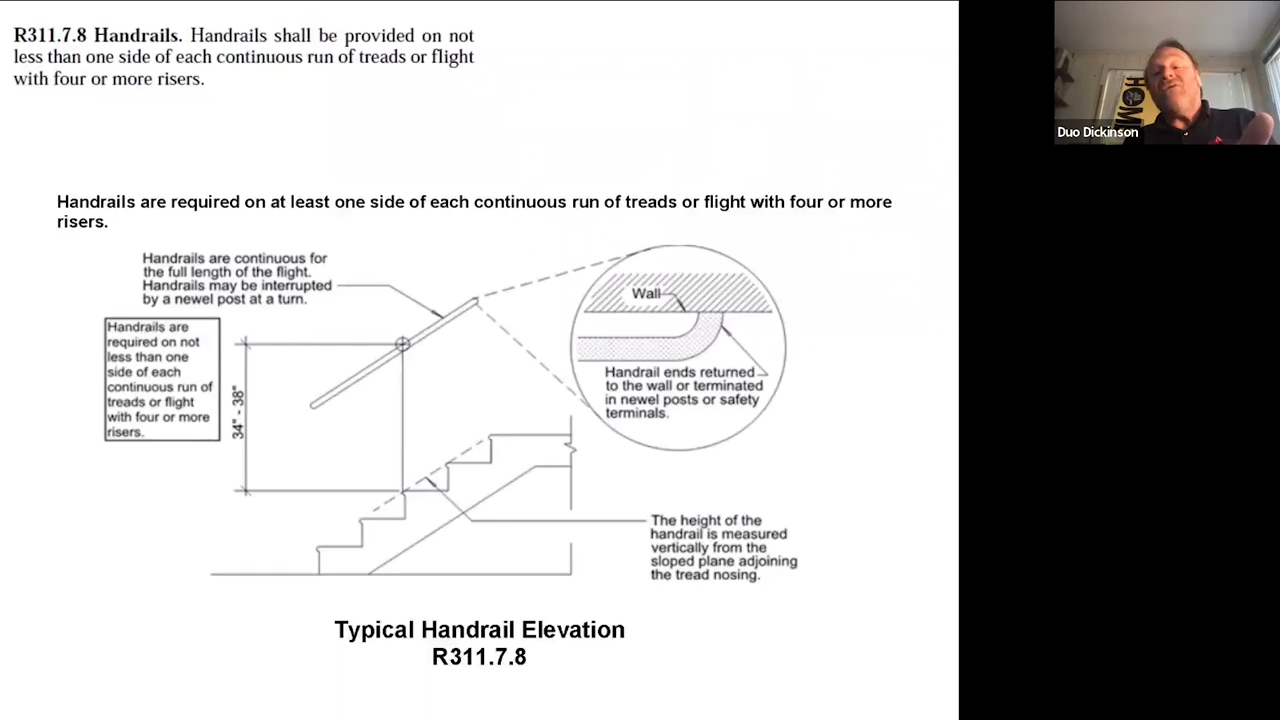 R311.7.8 Handrails. Handrails shall be provided on not
less than one side of each continuous run of treads or flight
with four or more risers.
HOM
Duo Dickinson
Handrails are required on at least one side of each continuous run of treads or flight with four or more
risers.
Handrails are continuous for
the full length of the flight.
Handrails may be interrupted
by a newel post at a turn.
Wall
Handrails are
required on not
less than one
side of each
continuous run of
treads or flight
with four or more
risers.
34" - 38"
Handrail ends returned
to the wall or terminated
in newel posts or safety
terminals.
The height of the
handrail is measured
vertically from the
sloped plane adjoining
the tread nosing.
Typical Handrail Elevation
R311.7.8